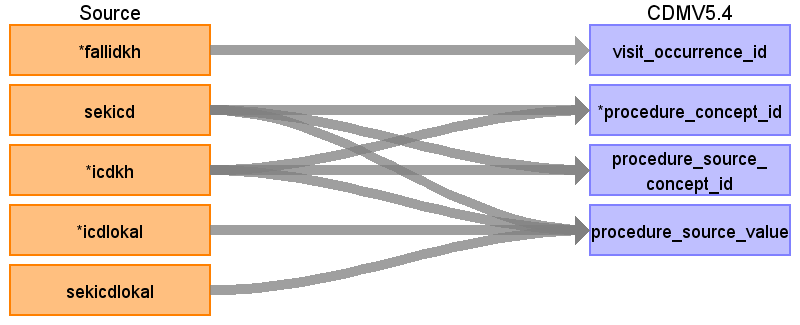 Source
CDMV5.4
*fallidkh
visit_occurrence_id
sekicd
*procedure_concept_id
*icdkh
procedure_source_
concept_id
*icdlokal
procedure_source_value
sekicdlokal